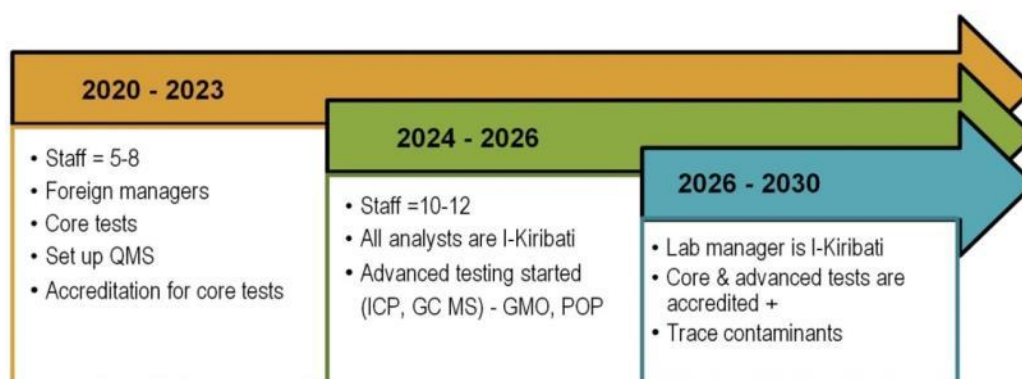 2020 - 2023
• Staff = 5-8
• Foreign managers
• Core tests
• Set up QMS
• Accreditation for core tests
2024 - 2026
• Staff =10-12
• All analysts are I-Kiribati
• Advanced testing started
(ICP, GC MS) - GMO, POP
2026 - 2030
• Lab manager is I-Kiribati
• Core & advanced tests are
accredited +
• Trace contaminants